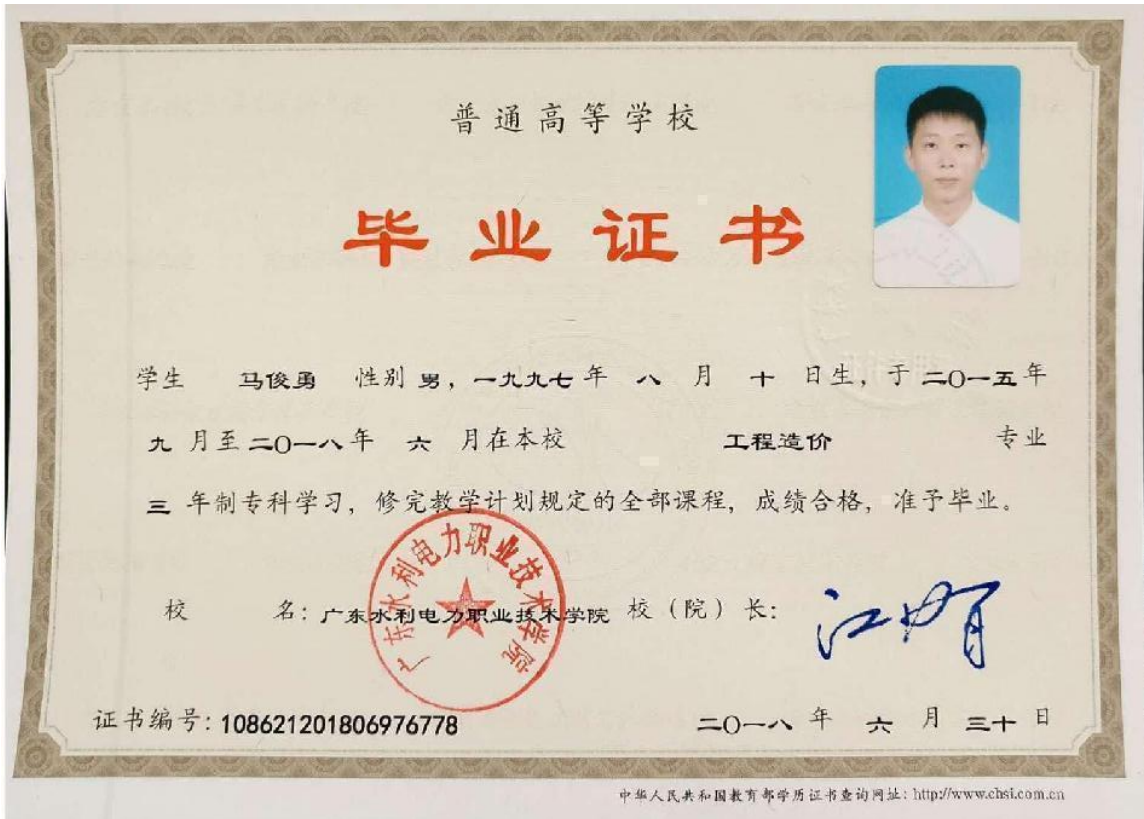 普通高等学校
毕业证书
学生 马俊勇 性别 男，一九九七年 八 月 十 日生，于 二〇一五年
九 月至 二〇一八年 六 月在本校 工程造价 专业
三 年制专科学习，修完教学计划规定的全部课程，成绩合格，准予毕业。
广东水利电力职业技术学院
校 名：广东水利电力职业技术学院 校（院）长：
证书编号：108621201806976778 二〇一八 年 六 月 三十 日
中华人民共和国教育部学历证书查询网址：http://www.chsi.com.cn